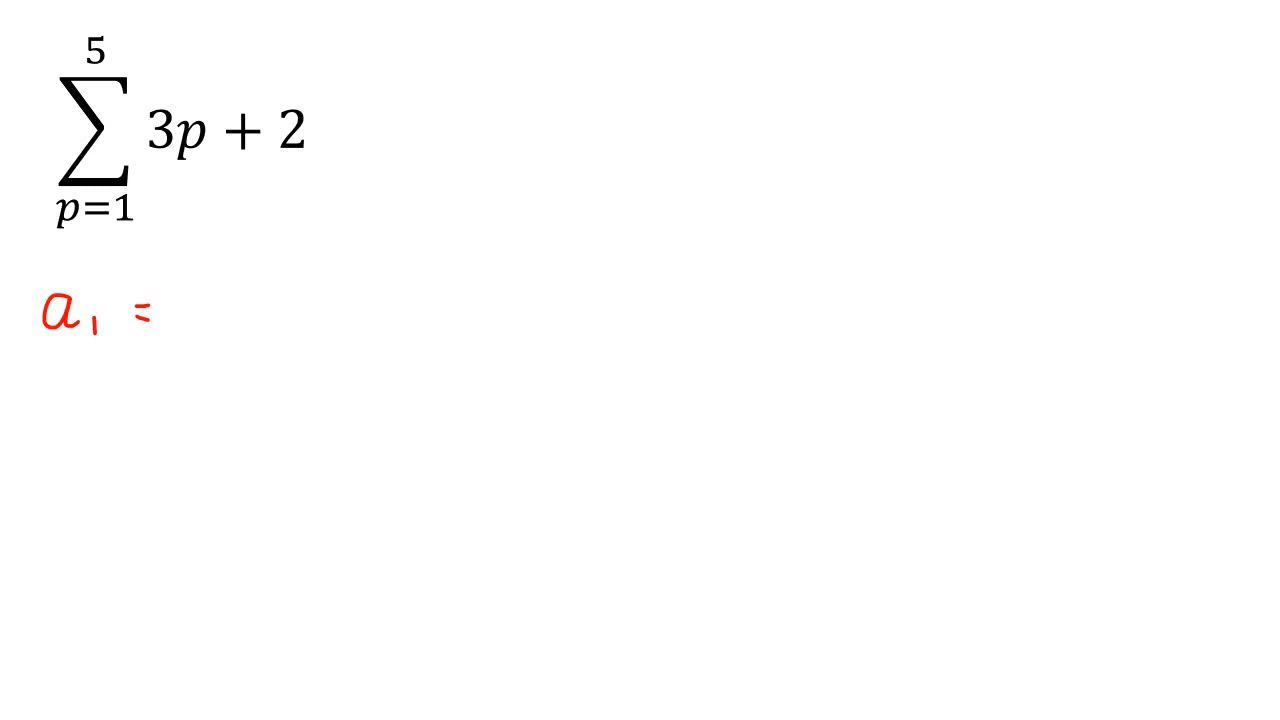 5
∑ 3p + 2
p=1
a₁ =